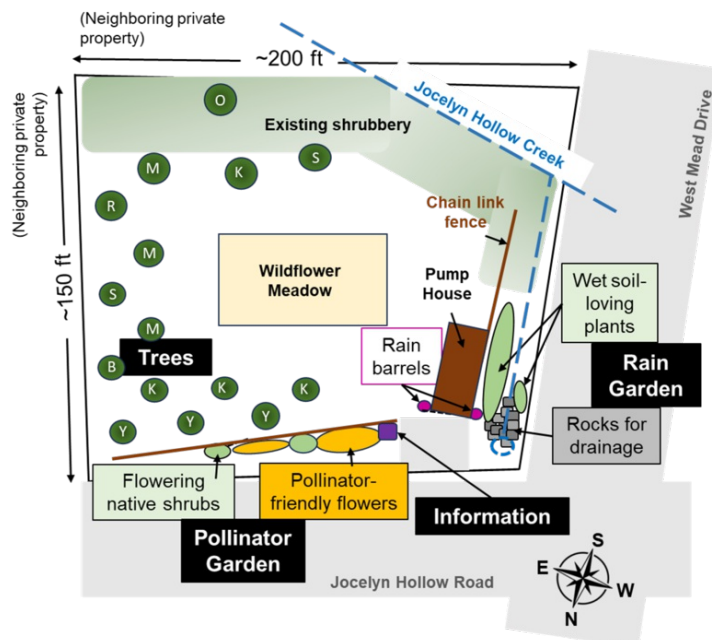 (Neighboring private
property)
~200 ft
(Neighboring private
property)
~150 ft
Jocelyn Hollow Creek
West Mead Drive
O
Existing shrubbery
M
K
S
R
Chain link
fence
M
Wildflower
Meadow
Pump
House
Wet soil-
loving
plants
S
M
Trees
Rain
barrels
Rain
Garden
B
K
K
K
Y
Y
Y
Rocks for
drainage
Flowering
native shrubs
Pollinator-
friendly flowers
Information
Pollinator
Garden
Jocelyn Hollow Road
S
E
W
N